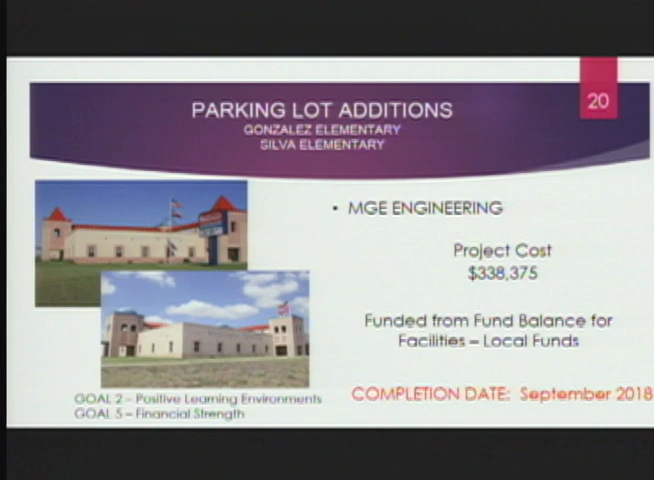 20
PARKING LOT ADDITIONS
GONZALEZ ELEMENTARY
SILVA ELEMENTARY
• MGE ENGINEERING
Project Cost
$338,375
Funded from Fund Balance for
Facilities – Local Funds
GOAL 2 – Positive Learning Environments
GOAL 5 – Financial Strength
COMPLETION DATE: September 2018